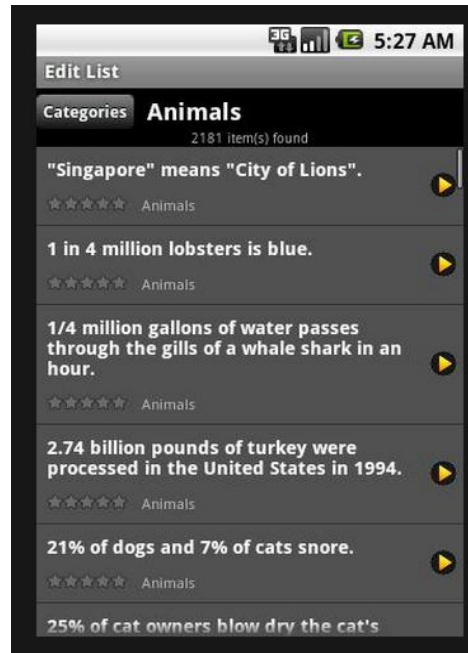 3G 5:27 AM
Edit List
Categories Animals
2181 item(s) found
"Singapore" means "City of Lions".
Animals
1 in 4 million lobsters is blue.
Animals
1/4 million gallons of water passes
through the gills of a whale shark in an
hour.
Animals
2.74 billion pounds of turkey were
processed in the United States in 1994.
Animals
21% of dogs and 7% of cats snore.
Animals
25% of cat owners blow dry the cat's